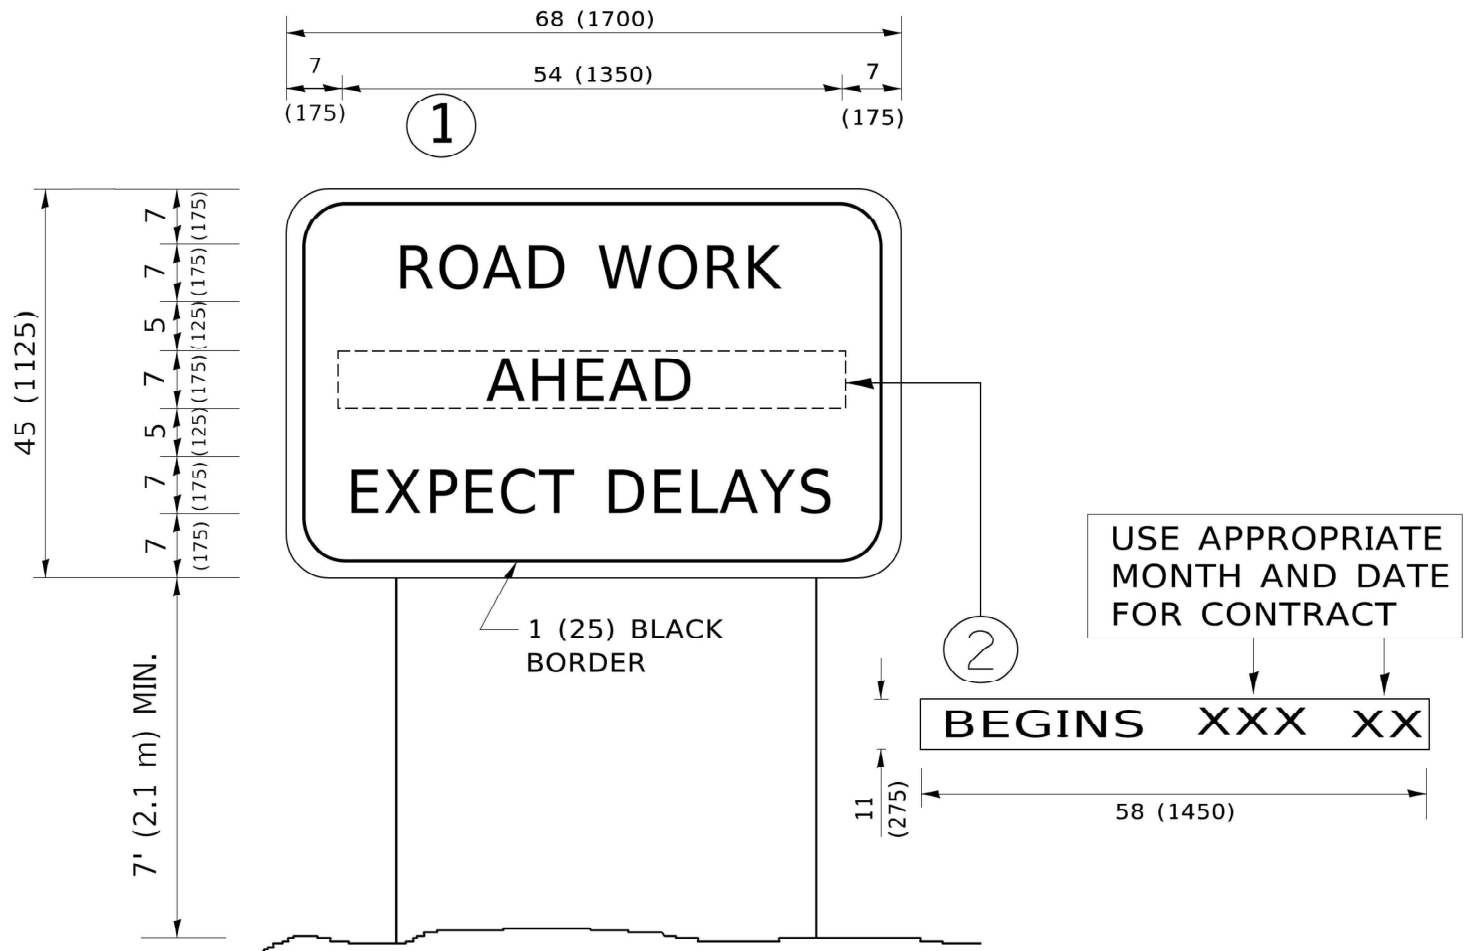 68 (1700)
7
54 (1350)
7
(175)
(175)
1
45 (1125)
7 (175)
7 (175)
5 (125)
7 (175)
5 (125)
7 (175)
7 (175)
ROAD WORK
AHEAD
EXPECT DELAYS
1 (25) BLACK
BORDER
7' (2.1 m) MIN.
USE APPROPRIATE
MONTH AND DATE
FOR CONTRACT
2
BEGINS XXX XX
11
(275)
58 (1450)